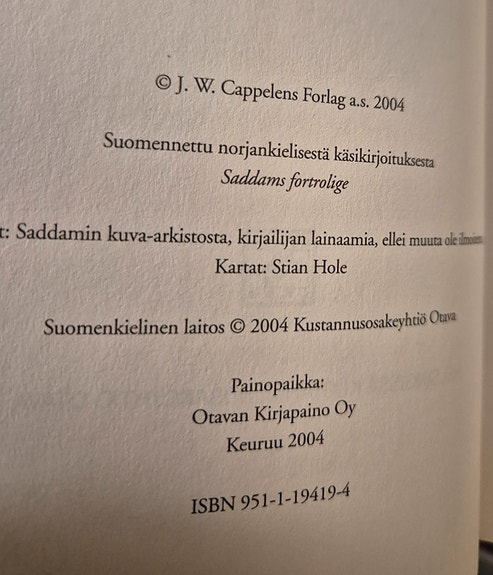 © J. W. Cappelens Forlag a.s. 2004
Suomennettu norjankielisestä käsikirjoituksesta
Saddams fortrolige
Saddamin kuva-arkistosta, kirjailijan lainaamia, ellei muuta ole
Kartat: Stian Hole
Suomenkielinen laitos © 2004 Kustannusosakeyhtiö Otava
Painopaikka:
Otavan Kirjapaino Oy
Keuruu 2004
ISBN 951-1-19419-4